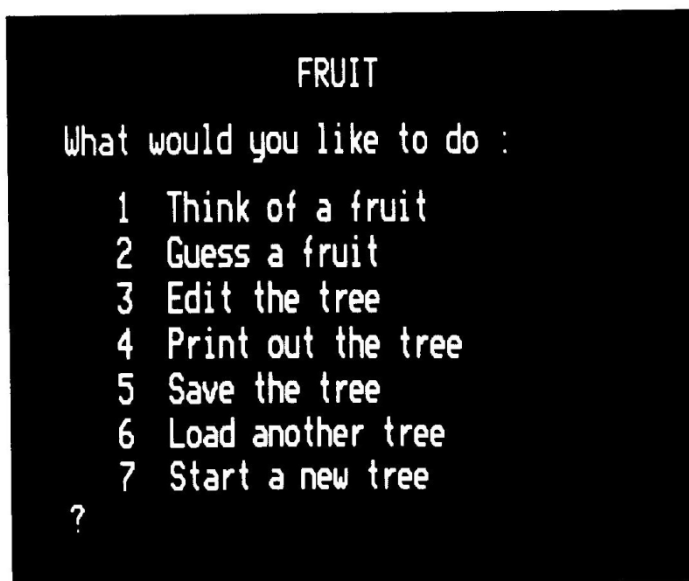 FRUIT
What would you like to do :
1 Think of a fruit
2 Guess a fruit
3 Edit the tree
4 Print out the tree
5 Save the tree
6 Load another tree
7 Start a new tree
?